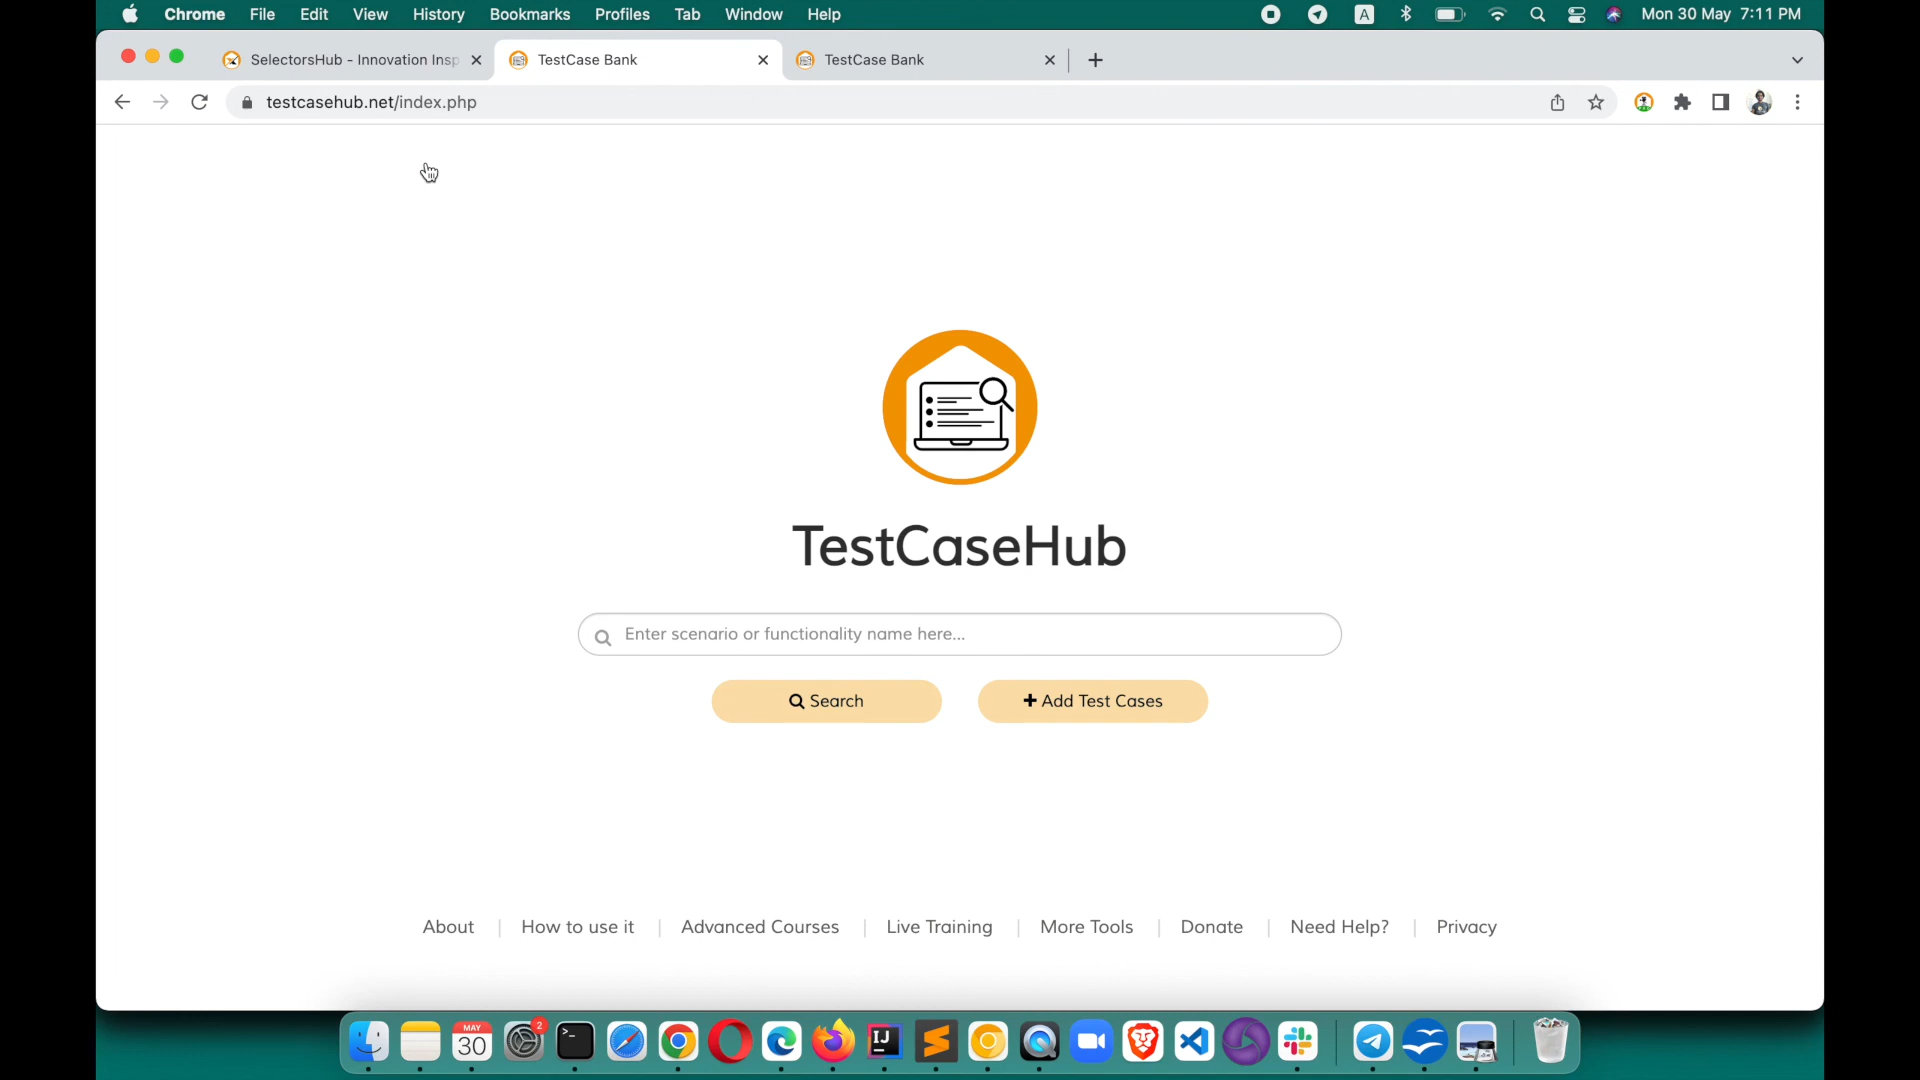 Chrome File Edit View History Bookmarks Profiles Tab Window Help A Mon 30 May 7:11 PM
SelectorsHub - Innovation Insp TestCase Bank TestCase Bank
testcasehub.net/index.php
TestCaseHub
Enter scenario or functionality name here...
Search Add Test Cases
About How to use it Advanced Courses Live Training More Tools Donate Need Help? Privacy
MAY 30 2 >_ IJ